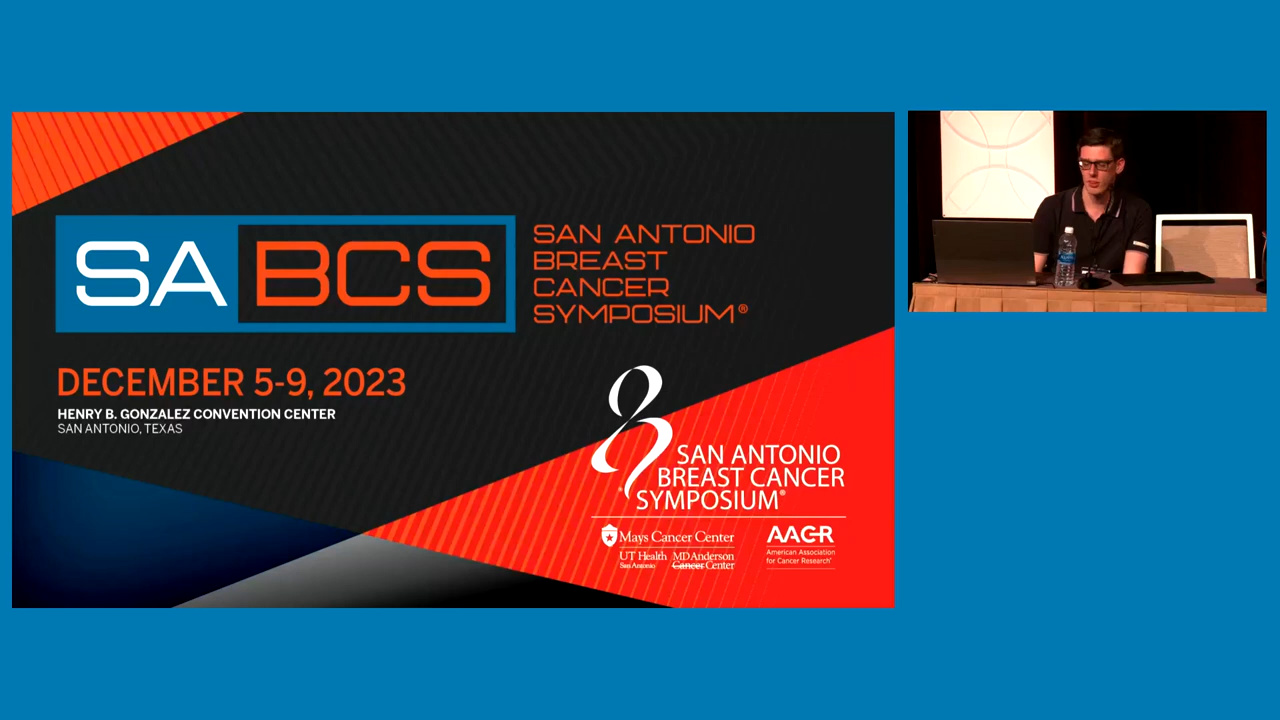 SA BCS
SAN ANTONIO
BREAST
CANCER
SYMPOSIUM®
DECEMBER 5-9, 2023
HENRY B. GONZALEZ CONVENTION CENTER
SAN ANTONIO, TEXAS
SAN ANTONIO
BREAST CANCER
SYMPOSIUM®
Mays Cancer Center
UT Health
San Antonio
MD Anderson
Cancer Center
AACR
American Association
for Cancer Research®